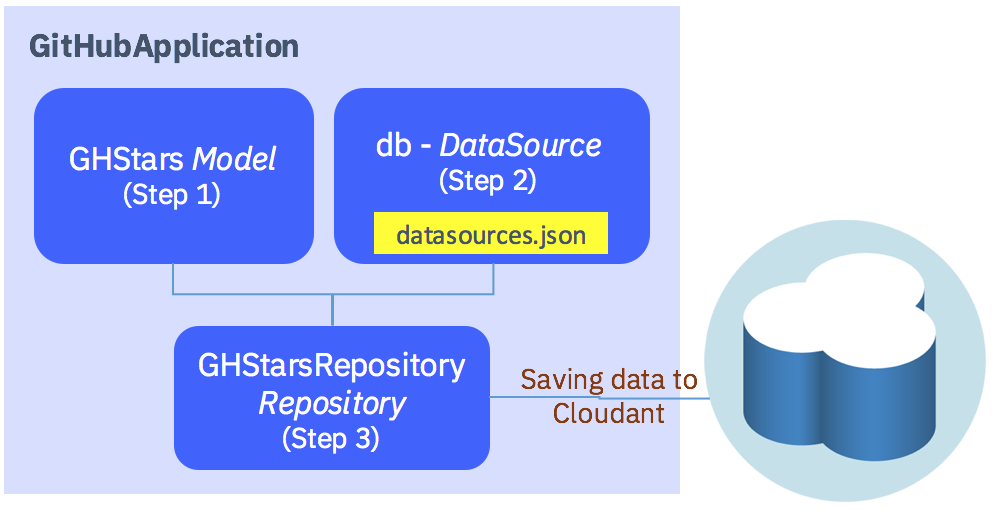 GitHubApplication
GHStars Model
(Step 1)
db - DataSource
(Step 2)
datasources.json
GHStarsRepository
Repository
(Step 3)
Saving data to
Cloudant